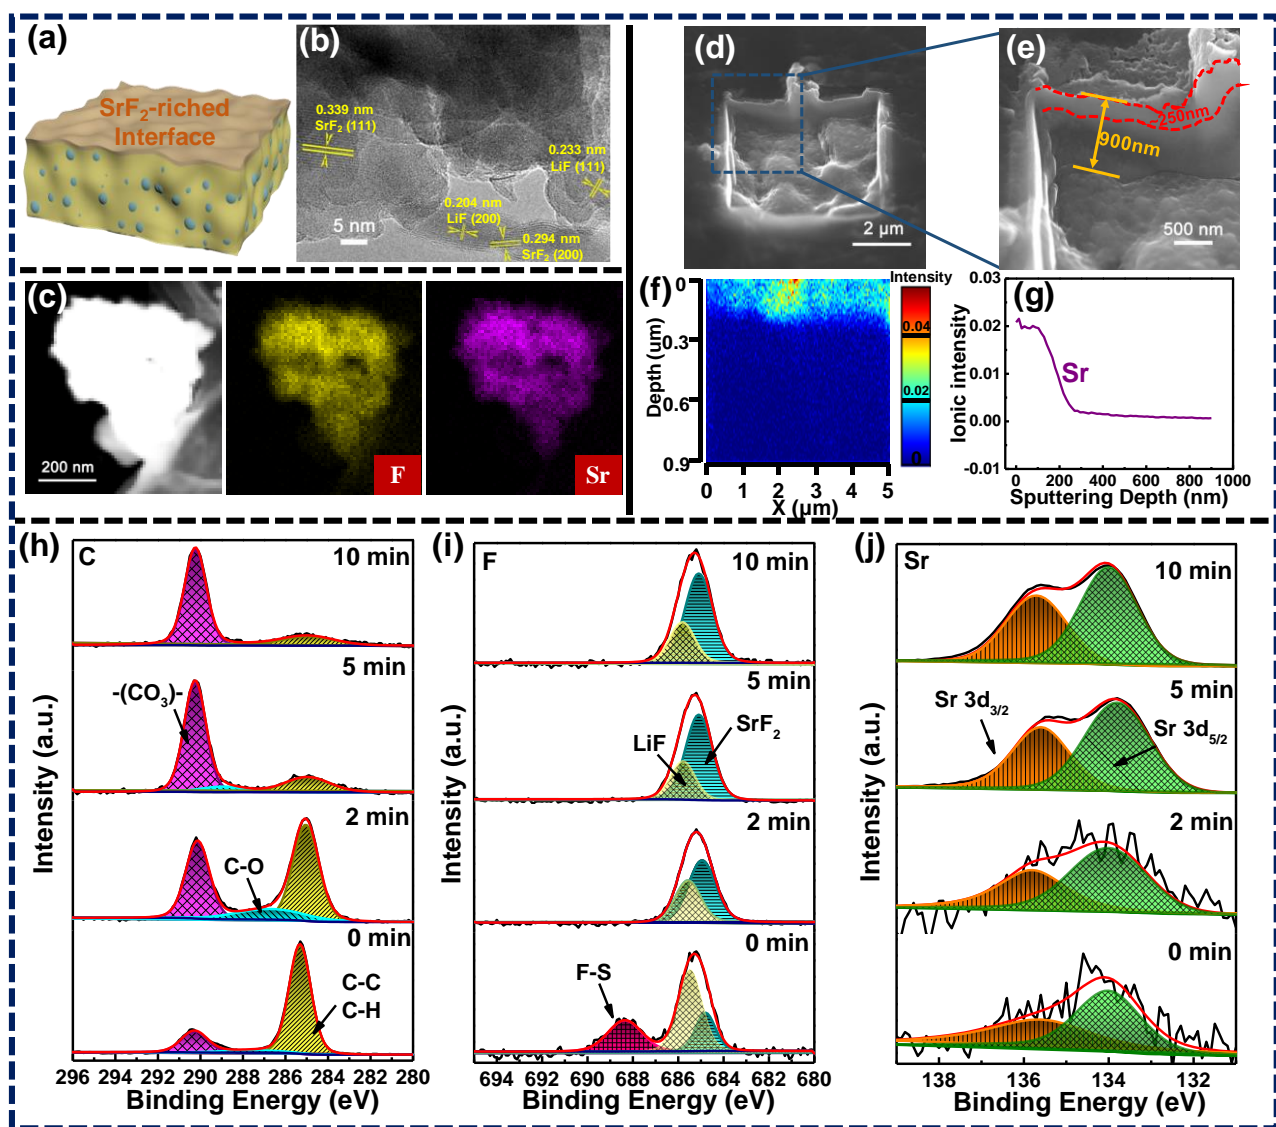 (a)
SrF2-riched
Interface
(b)
0.339 nm
SrF2 (111)
0.233 nm
LiF (111)
0.204 nm
LiF (200)
0.294 nm
SrF2 (200)
5 nm
(c)
200 nm
F
Sr
(d)
2 μm
(e)
~250nm
900nm
500 nm
(f)
Intensity
0.04
0.02
0
Depth (um)
0
0.3
0.6
0.9
0 1 2 3 4 5
X (μm)
(g)
Ionic intensity
0.03
0.02
0.01
0.00
-0.01
Sr
0 200 400 600 800 1000
Sputtering Depth (nm)
(h)
C
10 min
5 min
-(CO3)-
2 min
C-O
0 min
C-C
C-H
Intensity (a.u.)
296 294 292 290 288 286 284 282 280
Binding Energy (eV)
(i)
F
10 min
5 min
LiF
SrF2
2 min
0 min
F-S
Intensity (a.u.)
694 692 690 688 686 684 682 680
Binding Energy (eV)
(j)
Sr
10 min
5 min
Sr 3d3/2
Sr 3d5/2
2 min
0 min
Intensity (a.u.)
138 136 134 132
Binding Energy (eV)